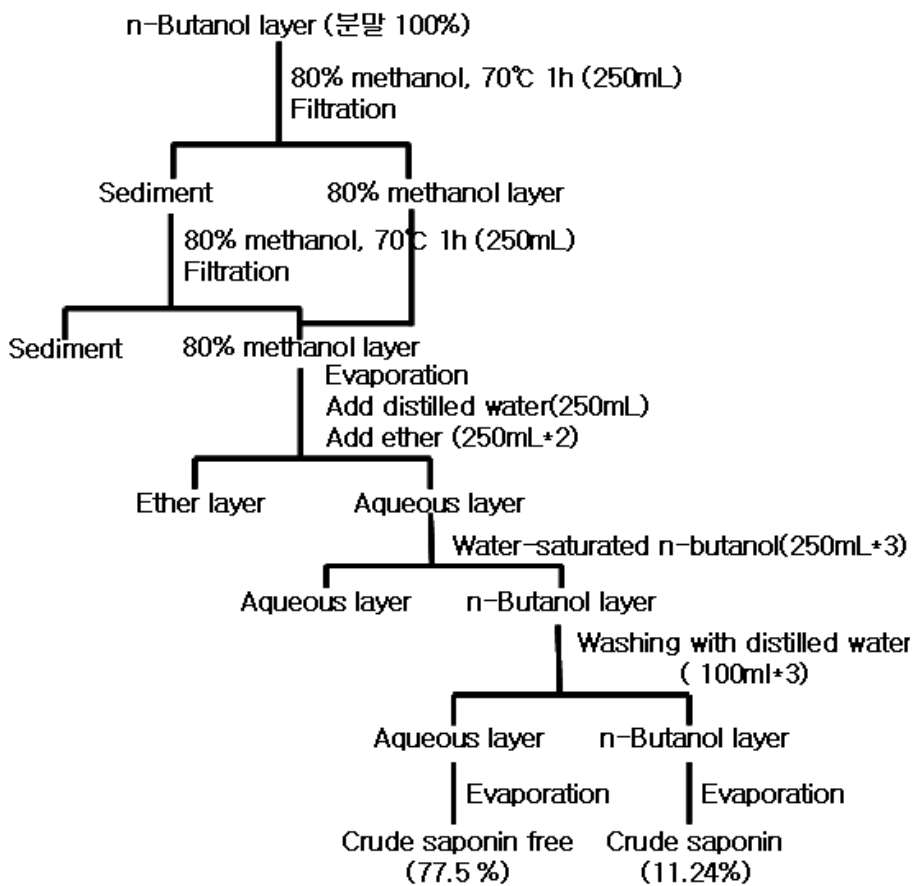 n-Butanol layer (분말 100%)
80% methanol, 70℃ 1h (250mL)
Filtration
Sediment
80% methanol layer
80% methanol, 70℃ 1h (250mL)
Filtration
Sediment
80% methanol layer
Evaporation
Add distilled water(250mL)
Add ether (250mL*2)
Ether layer
Aqueous layer
Water-saturated n-butanol(250mL*3)
Aqueous layer
n-Butanol layer
Washing with distilled water
( 100ml*3)
Aqueous layer
n-Butanol layer
Evaporation
Evaporation
Crude saponin free
(77.5 %)
Crude saponin
(11.24%)